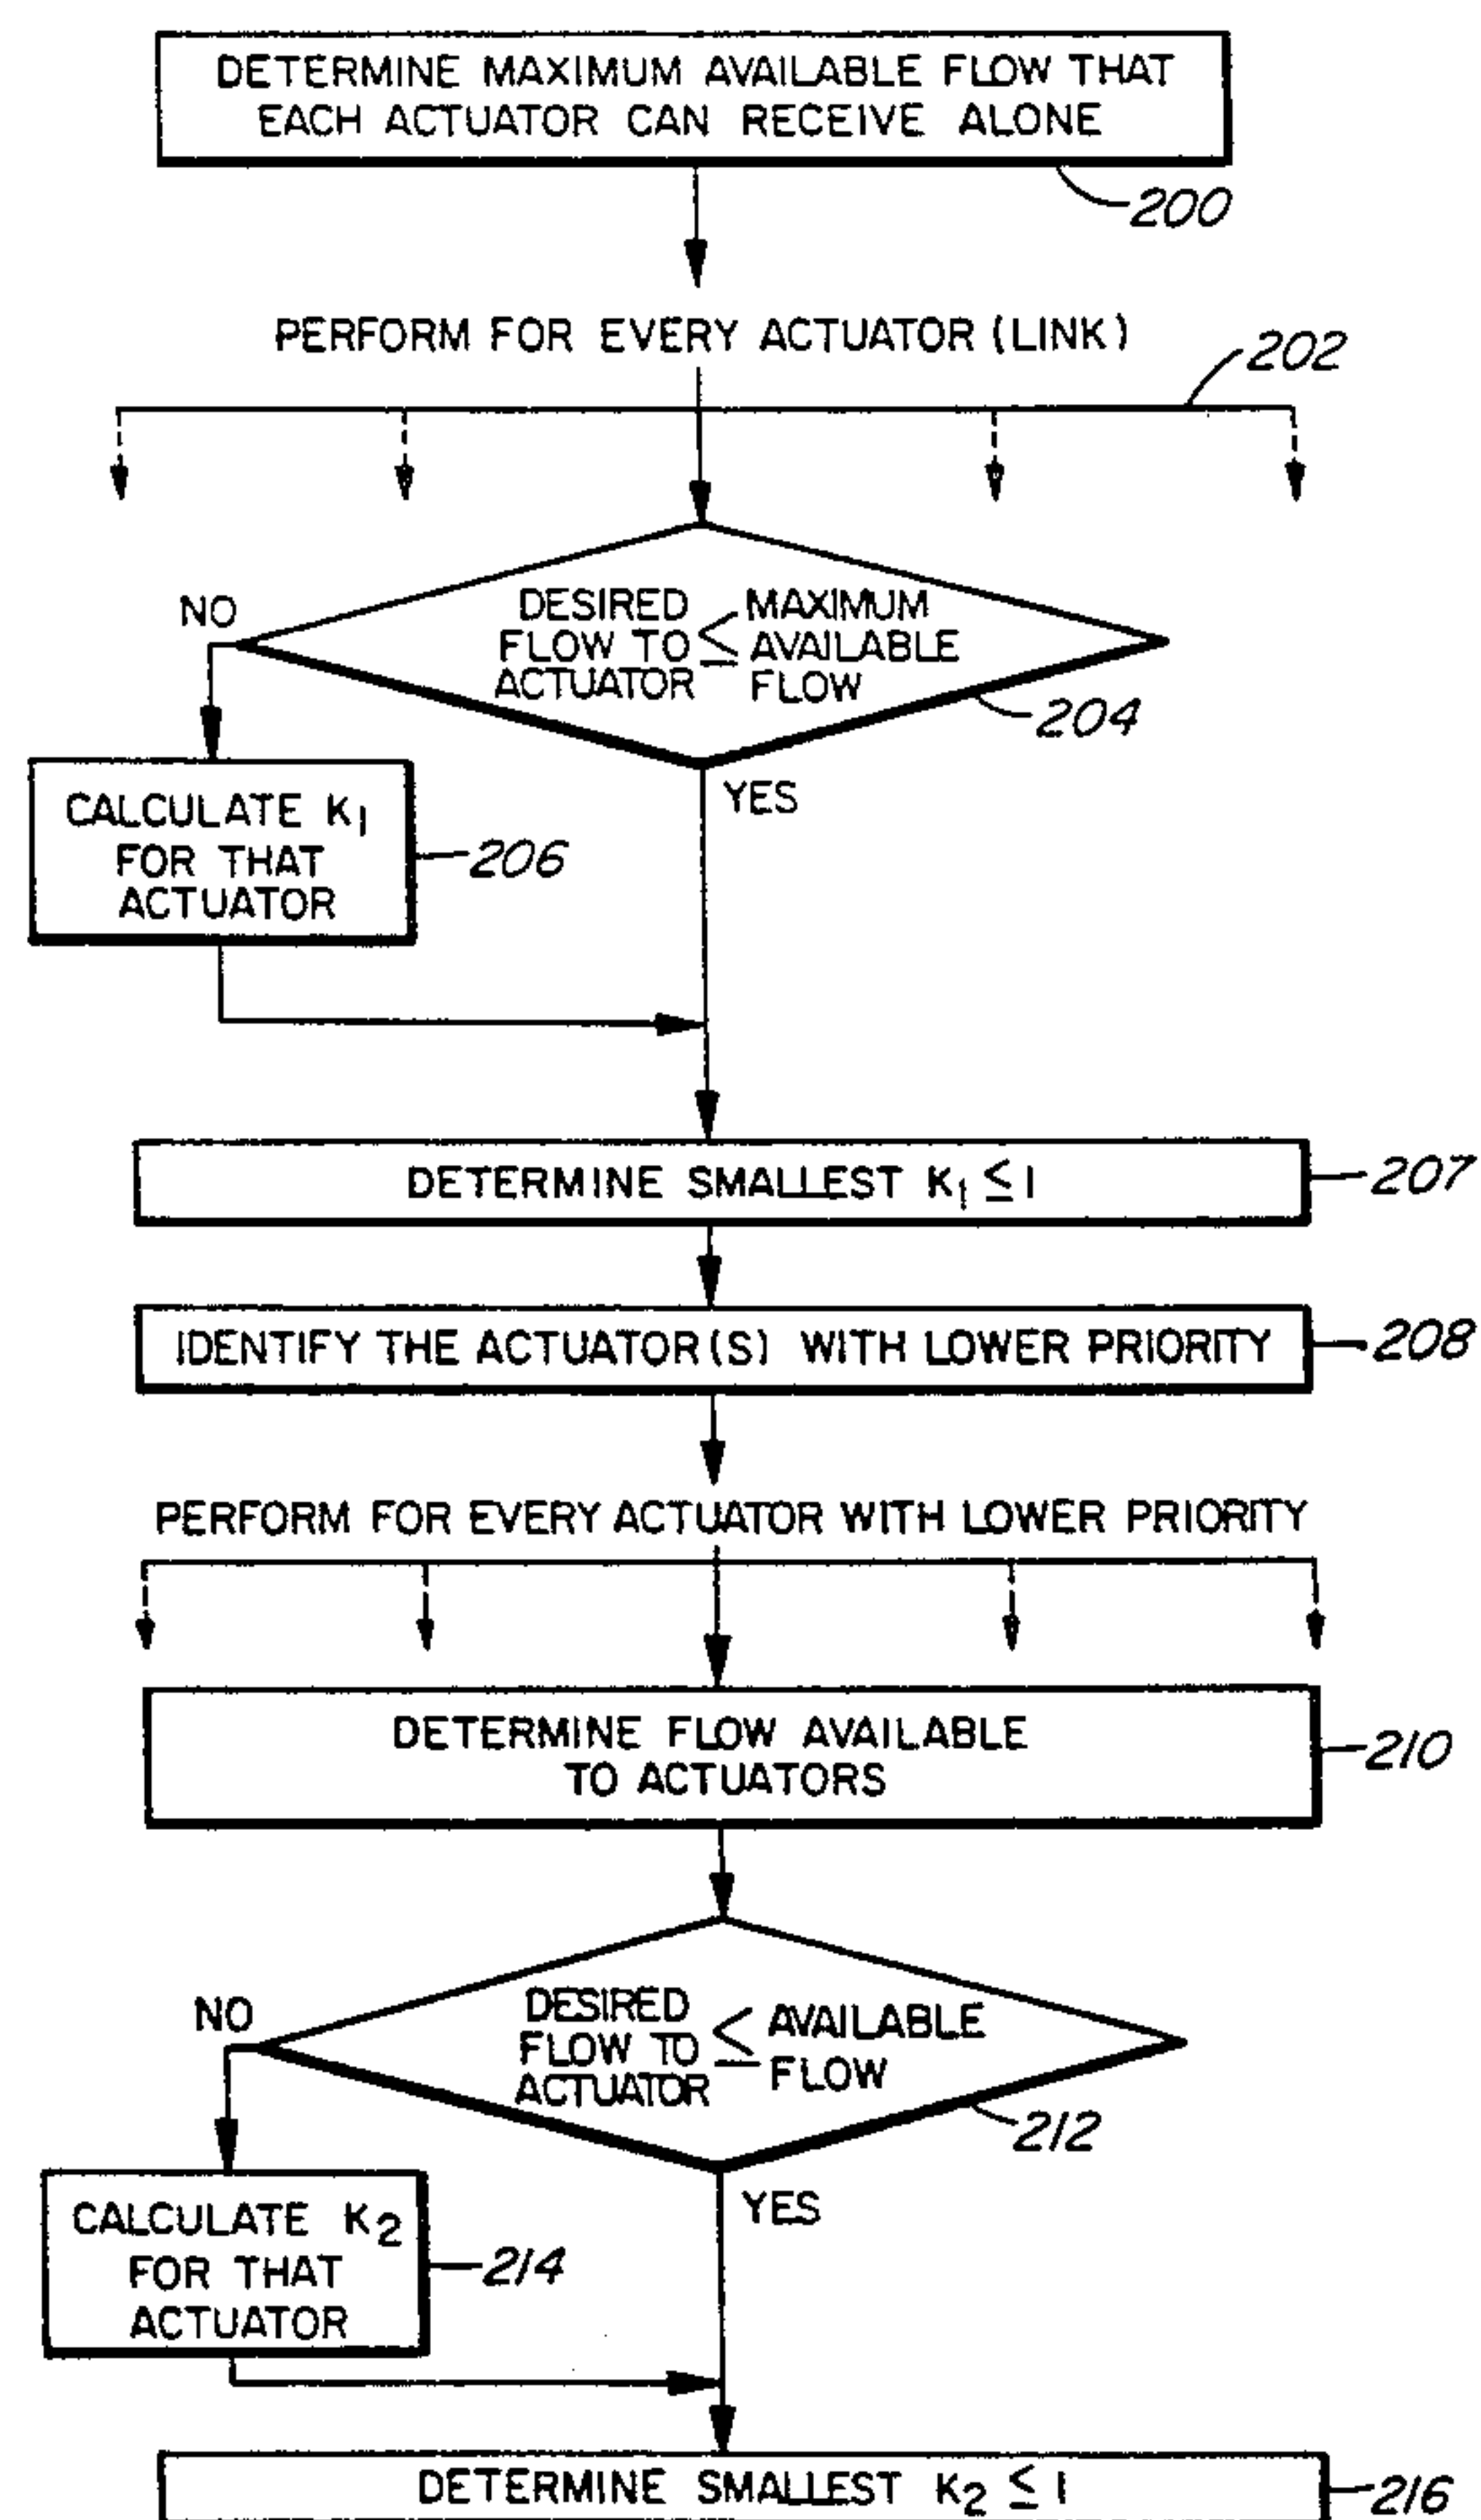 DETERMINE MAXIMUM AVAILABLE FLOW THAT
EACH ACTUATOR CAN RECEIVE ALONE
200
PERFORM FOR EVERY ACTUATOR (LINK)
202
NO
DESIRED FLOW TO ACTUATOR ≤ MAXIMUM AVAILABLE FLOW
204
YES
CALCULATE K₁
FOR THAT
ACTUATOR
206
DETERMINE SMALLEST K₁ ≤ 1
207
IDENTIFY THE ACTUATOR(S) WITH LOWER PRIORITY
208
PERFORM FOR EVERY ACTUATOR WITH LOWER PRIORITY
DETERMINE FLOW AVAILABLE
TO ACTUATORS
210
NO
DESIRED FLOW TO ACTUATOR ≤ AVAILABLE FLOW
212
YES
CALCULATE K₂
FOR THAT
ACTUATOR
214
DETERMINE SMALLEST K₂ ≤ 1
216